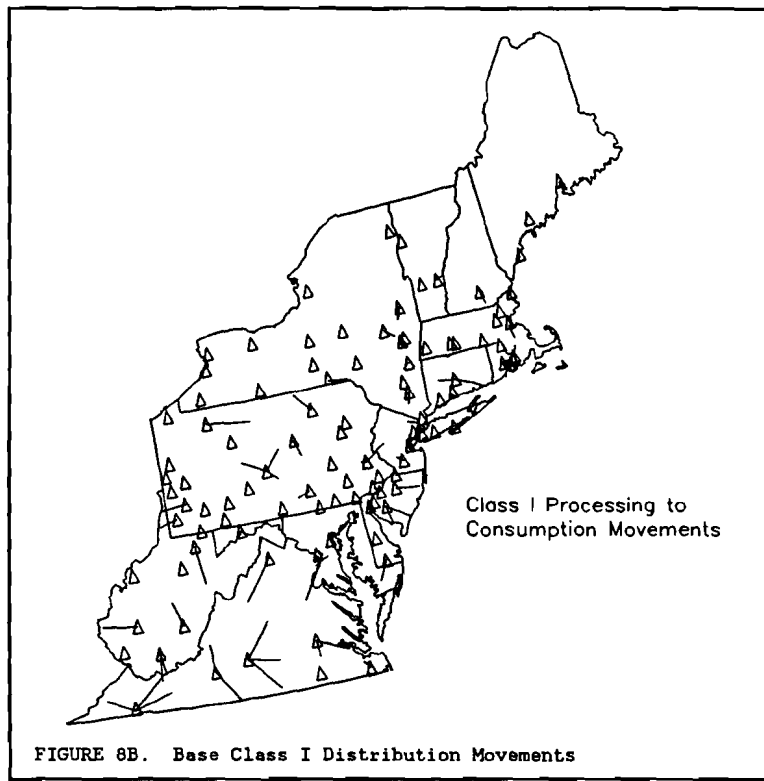 Class I Processing to
Consumption Movements
FIGURE 8B. Base Class I Distribution Movements